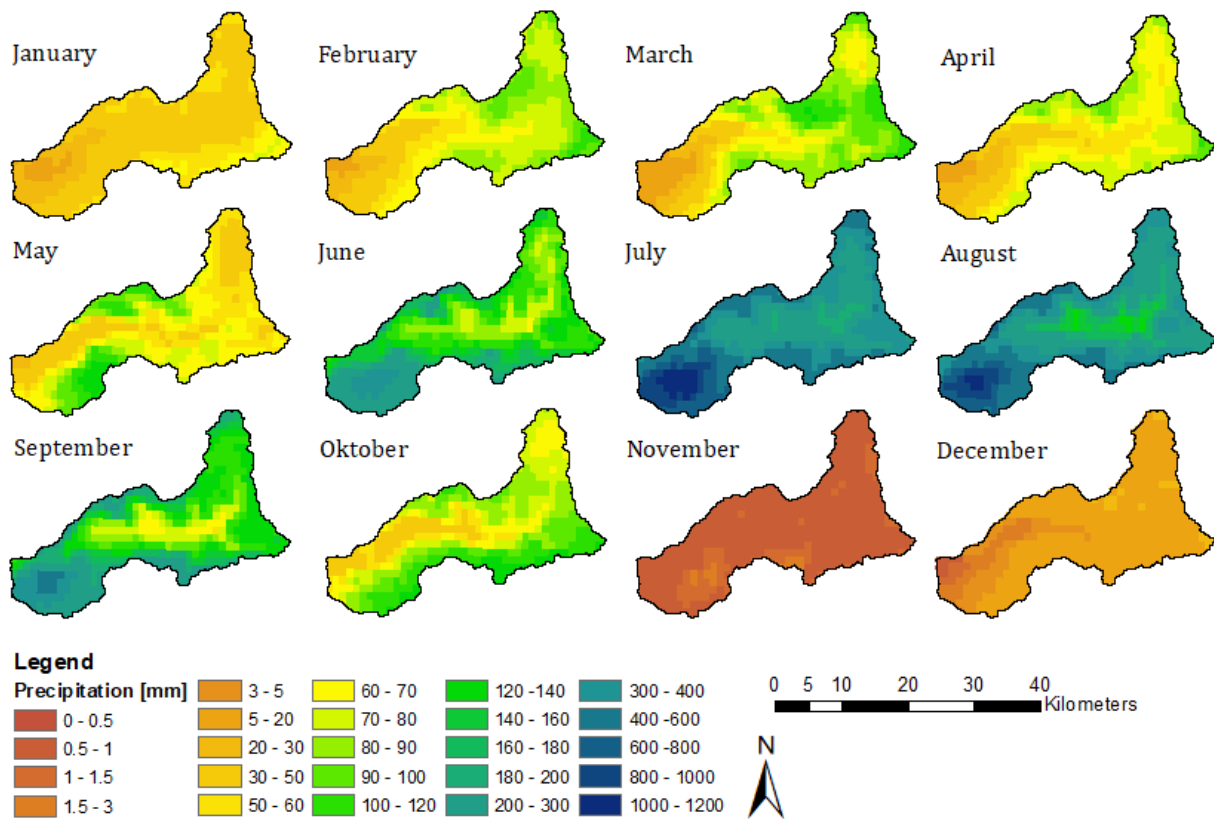 January
February
March
April
May
June
July
August
September
Oktober
November
December
Legend
Precipitation [mm]
0 - 0.5
0.5 - 1
1 - 1.5
1.5 - 3
3 - 5
5 - 20
20 - 30
30 - 50
50 - 60
60 - 70
70 - 80
80 - 90
90 - 100
100 - 120
120 -140
140 - 160
160 - 180
180 - 200
200 - 300
300 - 400
400 -600
600 -800
800 - 1000
1000 - 1200
0 5 10 20 30 40
Kilometers
N